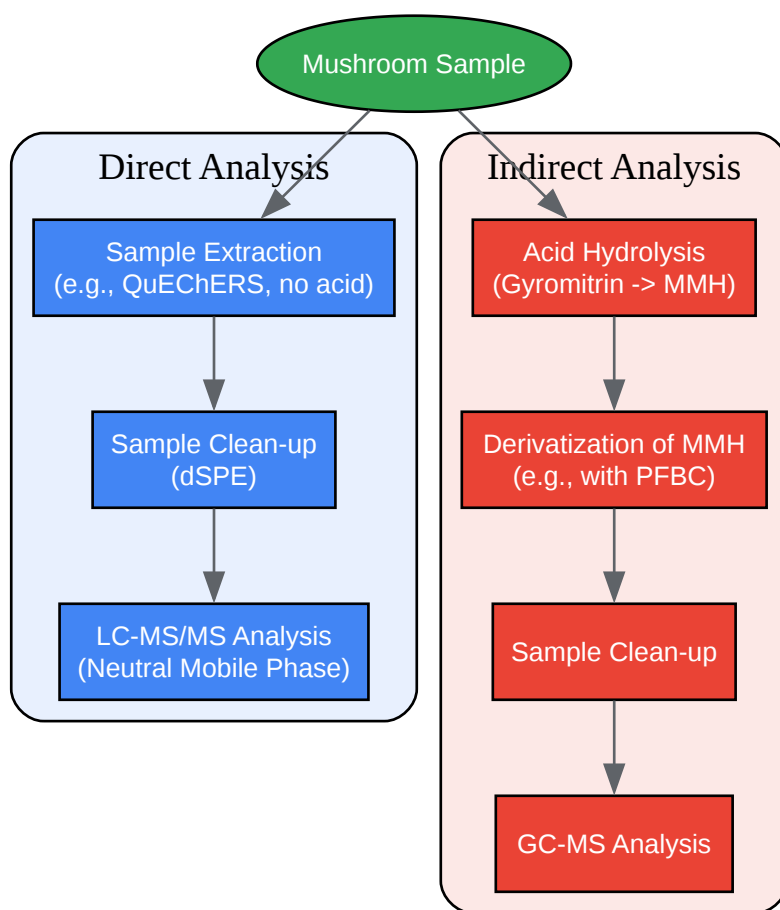 Mushroom Sample
Direct Analysis
Sample Extraction
(e.g., QuEChERS, no acid)
Sample Clean-up
(dSPE)
LC-MS/MS Analysis
(Neutral Mobile Phase)
Indirect Analysis
Acid Hydrolysis
(Gyromitrin -> MMH)
Derivatization of MMH
(e.g., with PFBC)
Sample Clean-up
GC-MS Analysis